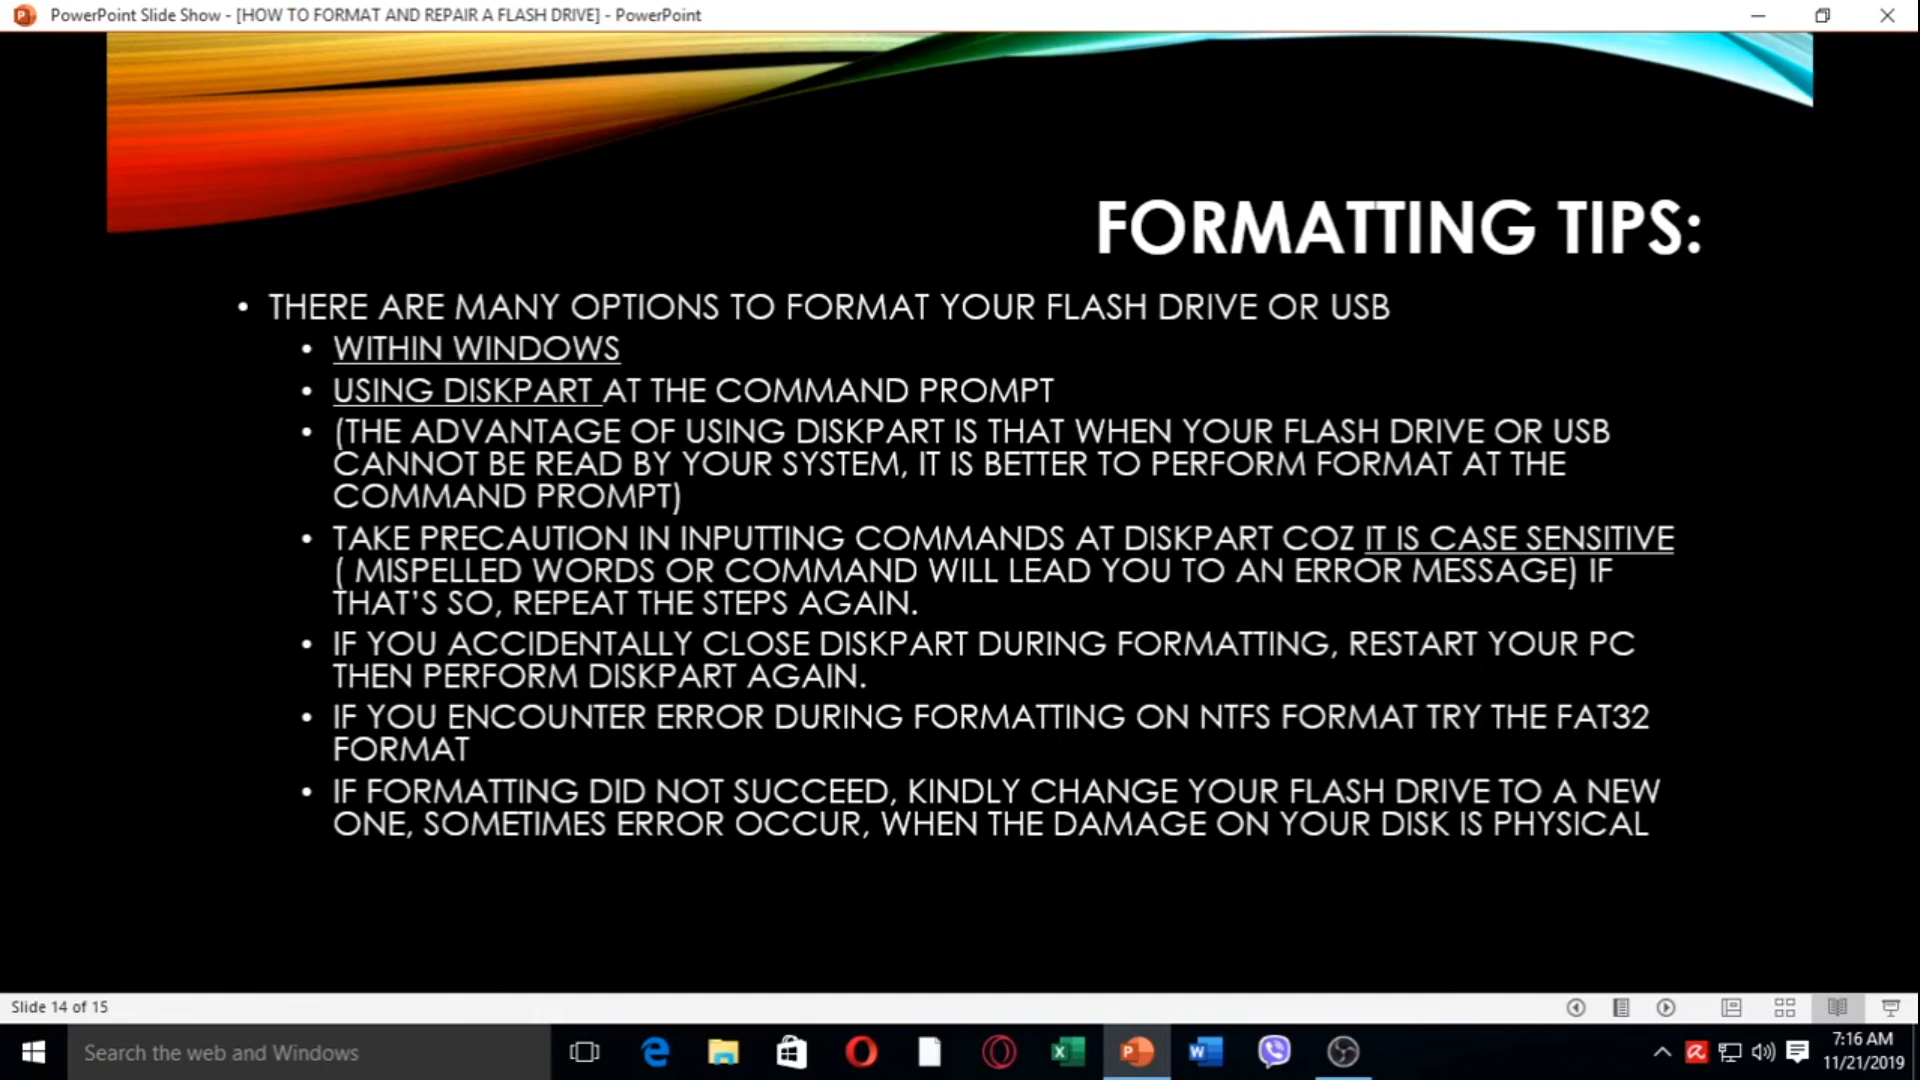 PowerPoint Slide Show - [HOW TO FORMAT AND REPAIR A FLASH DRIVE] - PowerPoint
FORMATTING TIPS:
• THERE ARE MANY OPTIONS TO FORMAT YOUR FLASH DRIVE OR USB
• WITHIN WINDOWS
• USING DISKPART AT THE COMMAND PROMPT
• (THE ADVANTAGE OF USING DISKPART IS THAT WHEN YOUR FLASH DRIVE OR USB
CANNOT BE READ BY YOUR SYSTEM, IT IS BETTER TO PERFORM FORMAT AT THE
COMMAND PROMPT)
• TAKE PRECAUTION IN INPUTTING COMMANDS AT DISKPART COZ IT IS CASE SENSITIVE
( MISPELLED WORDS OR COMMAND WILL LEAD YOU TO AN ERROR MESSAGE) IF
THAT'S SO, REPEAT THE STEPS AGAIN.
• IF YOU ACCIDENTALLY CLOSE DISKPART DURING FORMATTING, RESTART YOUR PC
THEN PERFORM DISKPART AGAIN.
• IF YOU ENCOUNTER ERROR DURING FORMATTING ON NTFS FORMAT TRY THE FAT32
FORMAT
• IF FORMATTING DID NOT SUCCEED, KINDLY CHANGE YOUR FLASH DRIVE TO A NEW
ONE, SOMETIMES ERROR OCCUR, WHEN THE DAMAGE ON YOUR DISK IS PHYSICAL
Slide 14 of 15
Search the web and Windows
7:16 AM
11/21/2019